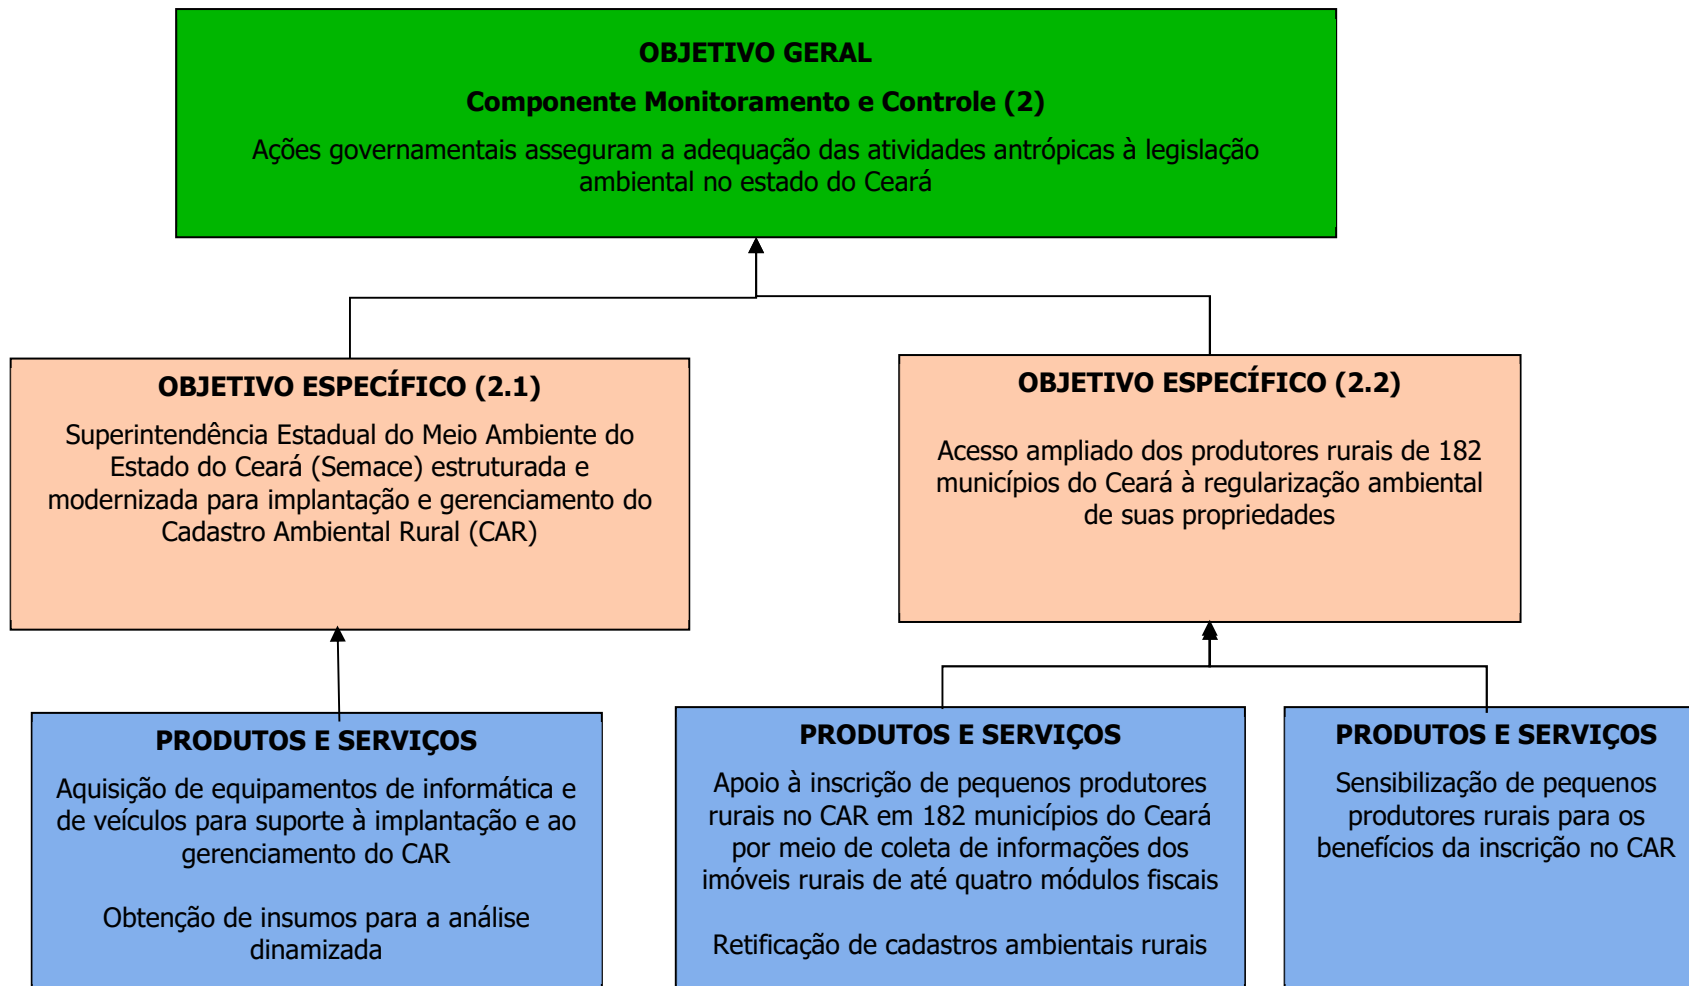 OBJETIVO GERAL
Componente Monitoramento e Controle (2)
Ações governamentais asseguram a adequação das atividades antrópicas à legislação
ambiental no estado do Ceará
OBJETIVO ESPECÍFICO (2.1)
Superintendência Estadual do Meio Ambiente do
Estado do Ceará (Semace) estruturada e
modernizada para implantação e gerenciamento do
Cadastro Ambiental Rural (CAR)
OBJETIVO ESPECÍFICO (2.2)
Acesso ampliado dos produtores rurais de 182
municípios do Ceará à regularização ambiental
de suas propriedades
PRODUTOS E SERVIÇOS
Aquisição de equipamentos de informática e
de veículos para suporte à implantação e ao
gerenciamento do CAR
Obtenção de insumos para a análise
dinamizada
PRODUTOS E SERVIÇOS
Apoio à inscrição de pequenos produtores
rurais no CAR em 182 municípios do Ceará
por meio de coleta de informações dos
imóveis rurais de até quatro módulos fiscais
Retificação de cadastros ambientais rurais
PRODUTOS E SERVIÇOS
Sensibilização de pequenos
produtores rurais para os
benefícios da inscrição no CAR